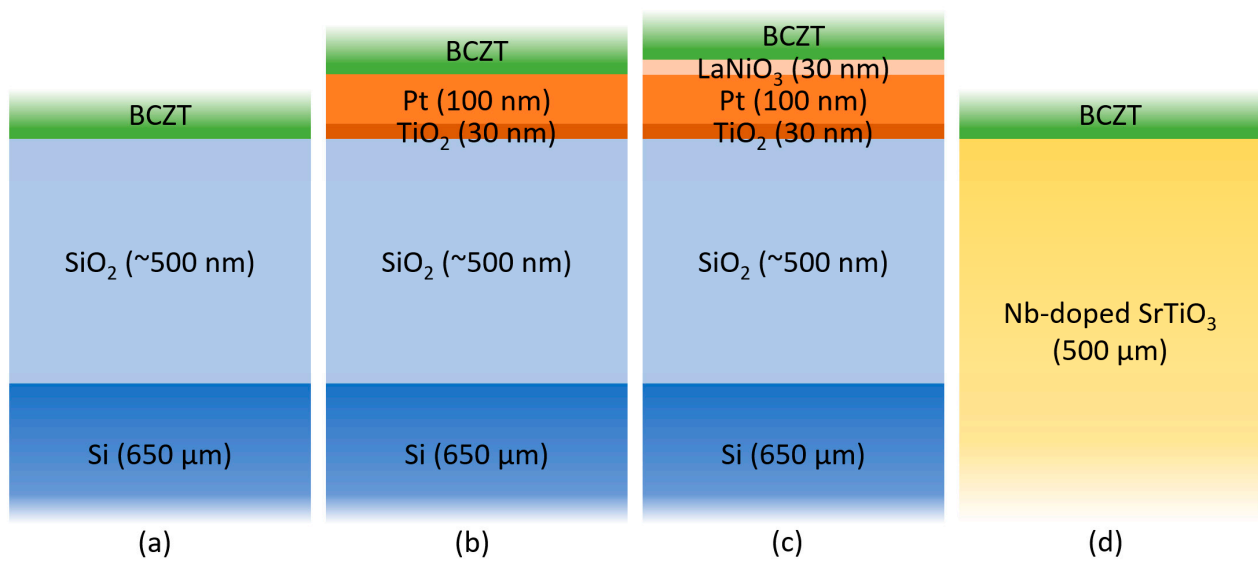 BCZT
SiO₂ (~500 nm)
Si (650 µm)
(a)
BCZT
Pt (100 nm)
TiO₂ (30 nm)
SiO₂ (~500 nm)
Si (650 µm)
(b)
BCZT
LaNiO₃ (30 nm)
Pt (100 nm)
TiO₂ (30 nm)
SiO₂ (~500 nm)
Si (650 µm)
(c)
BCZT
Nb-doped SrTiO₃
(500 µm)
(d)